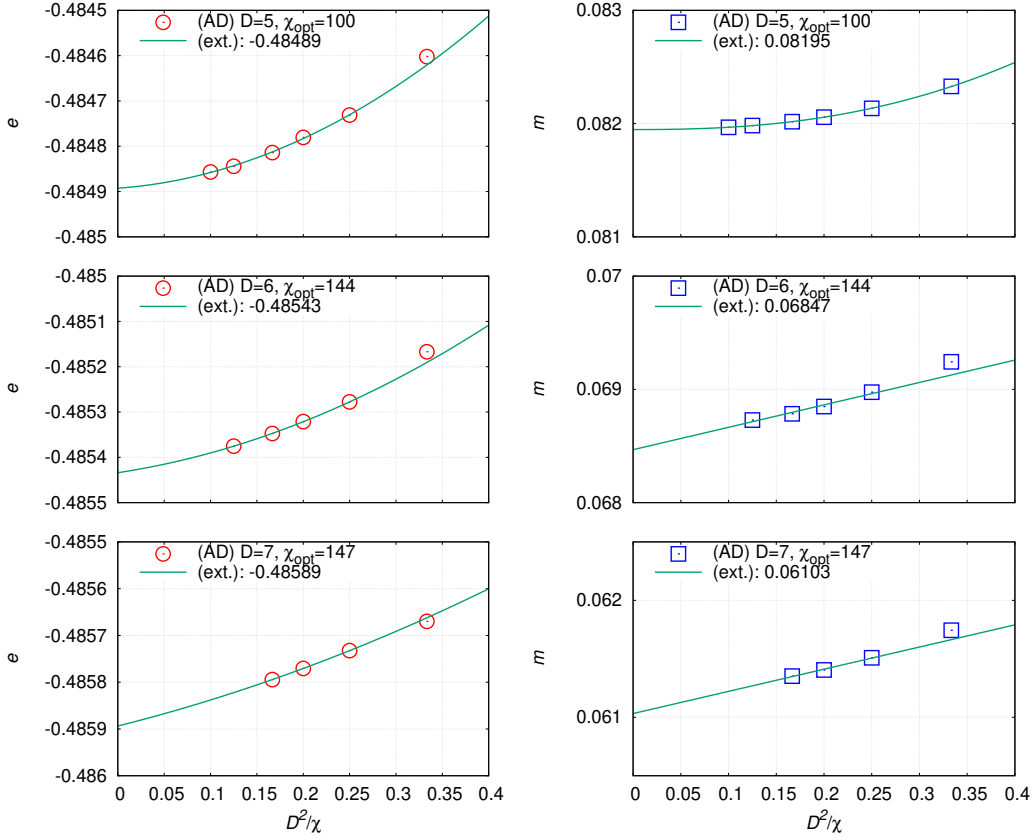 -0.4845
-0.4846
-0.4847
-0.4848
-0.4849
-0.485
e
(AD) D=5, χopt=100
(ext.): -0.48489
0.083
0.082
0.081
m
(AD) D=5, χopt=100
(ext.): 0.08195
-0.485
-0.4851
-0.4852
-0.4853
-0.4854
-0.4855
e
(AD) D=6, χopt=144
(ext.): -0.48543
0.07
0.069
0.068
m
(AD) D=6, χopt=144
(ext.): 0.06847
-0.4855
-0.4856
-0.4857
-0.4858
-0.4859
-0.486
e
(AD) D=7, χopt=147
(ext.): -0.48589
0 0.05 0.1 0.15 0.2 0.25 0.3 0.35 0.4
D²/χ
0.062
0.061
m
(AD) D=7, χopt=147
(ext.): 0.06103
0 0.05 0.1 0.15 0.2 0.25 0.3 0.35 0.4
D²/χ